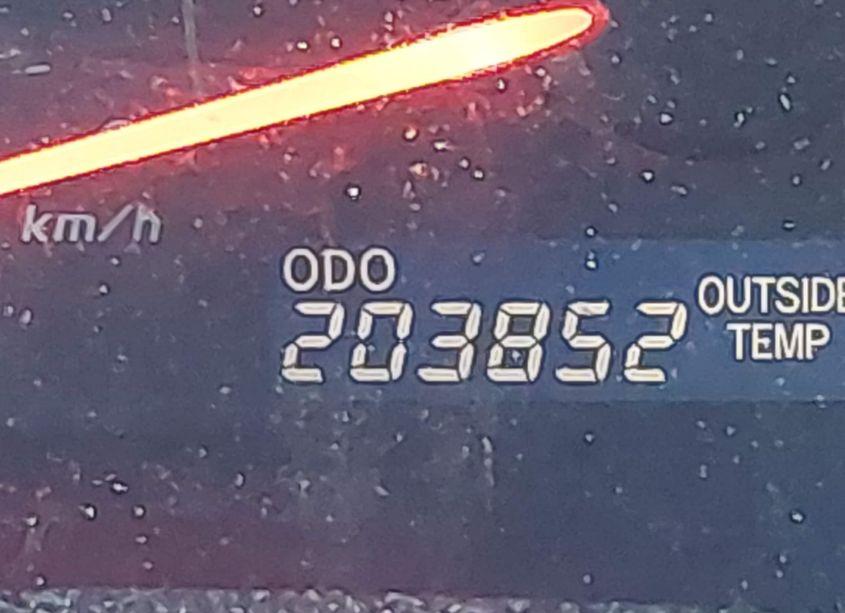 km/h
ODO
203852
OUTSIDE
TEMP